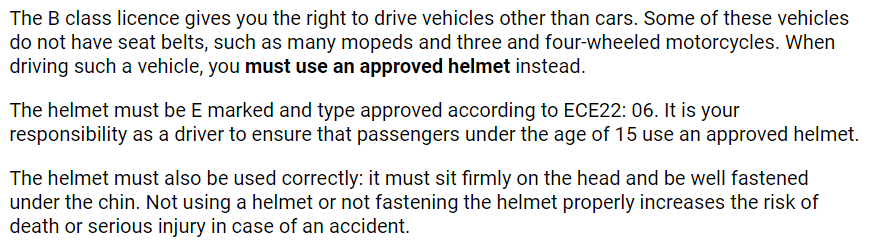 The B class licence gives you the right to drive vehicles other than cars. Some of these vehicles
do not have seat belts, such as many mopeds and three and four-wheeled motorcycles. When
driving such a vehicle, you must use an approved helmet instead.
The helmet must be E marked and type approved according to ECE22: 06. It is your
responsibility as a driver to ensure that passengers under the age of 15 use an approved helmet.
The helmet must also be used correctly: it must sit firmly on the head and be well fastened
under the chin. Not using a helmet or not fastening the helmet properly increases the risk of
death or serious injury in case of an accident.